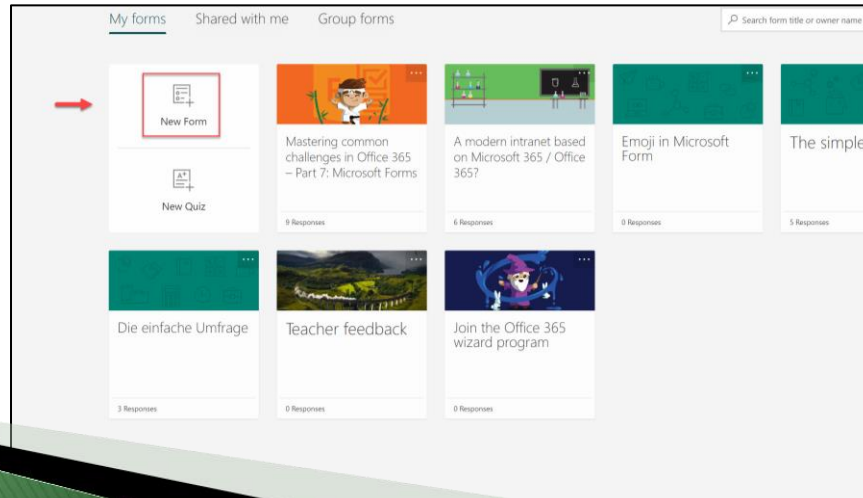 My forms Shared with me Group forms
Search form title or owner name
New Form
New Quiz
Mastering common
challenges in Office 365
– Part 7: Microsoft Forms
9 Responses
A modern intranet based
on Microsoft 365 / Office
365?
6 Responses
Emoji in Microsoft
Form
0 Responses
The simple
5 Responses
Die einfache Umfrage
3 Responses
Teacher feedback
0 Responses
Join the Office 365
wizard program
0 Responses